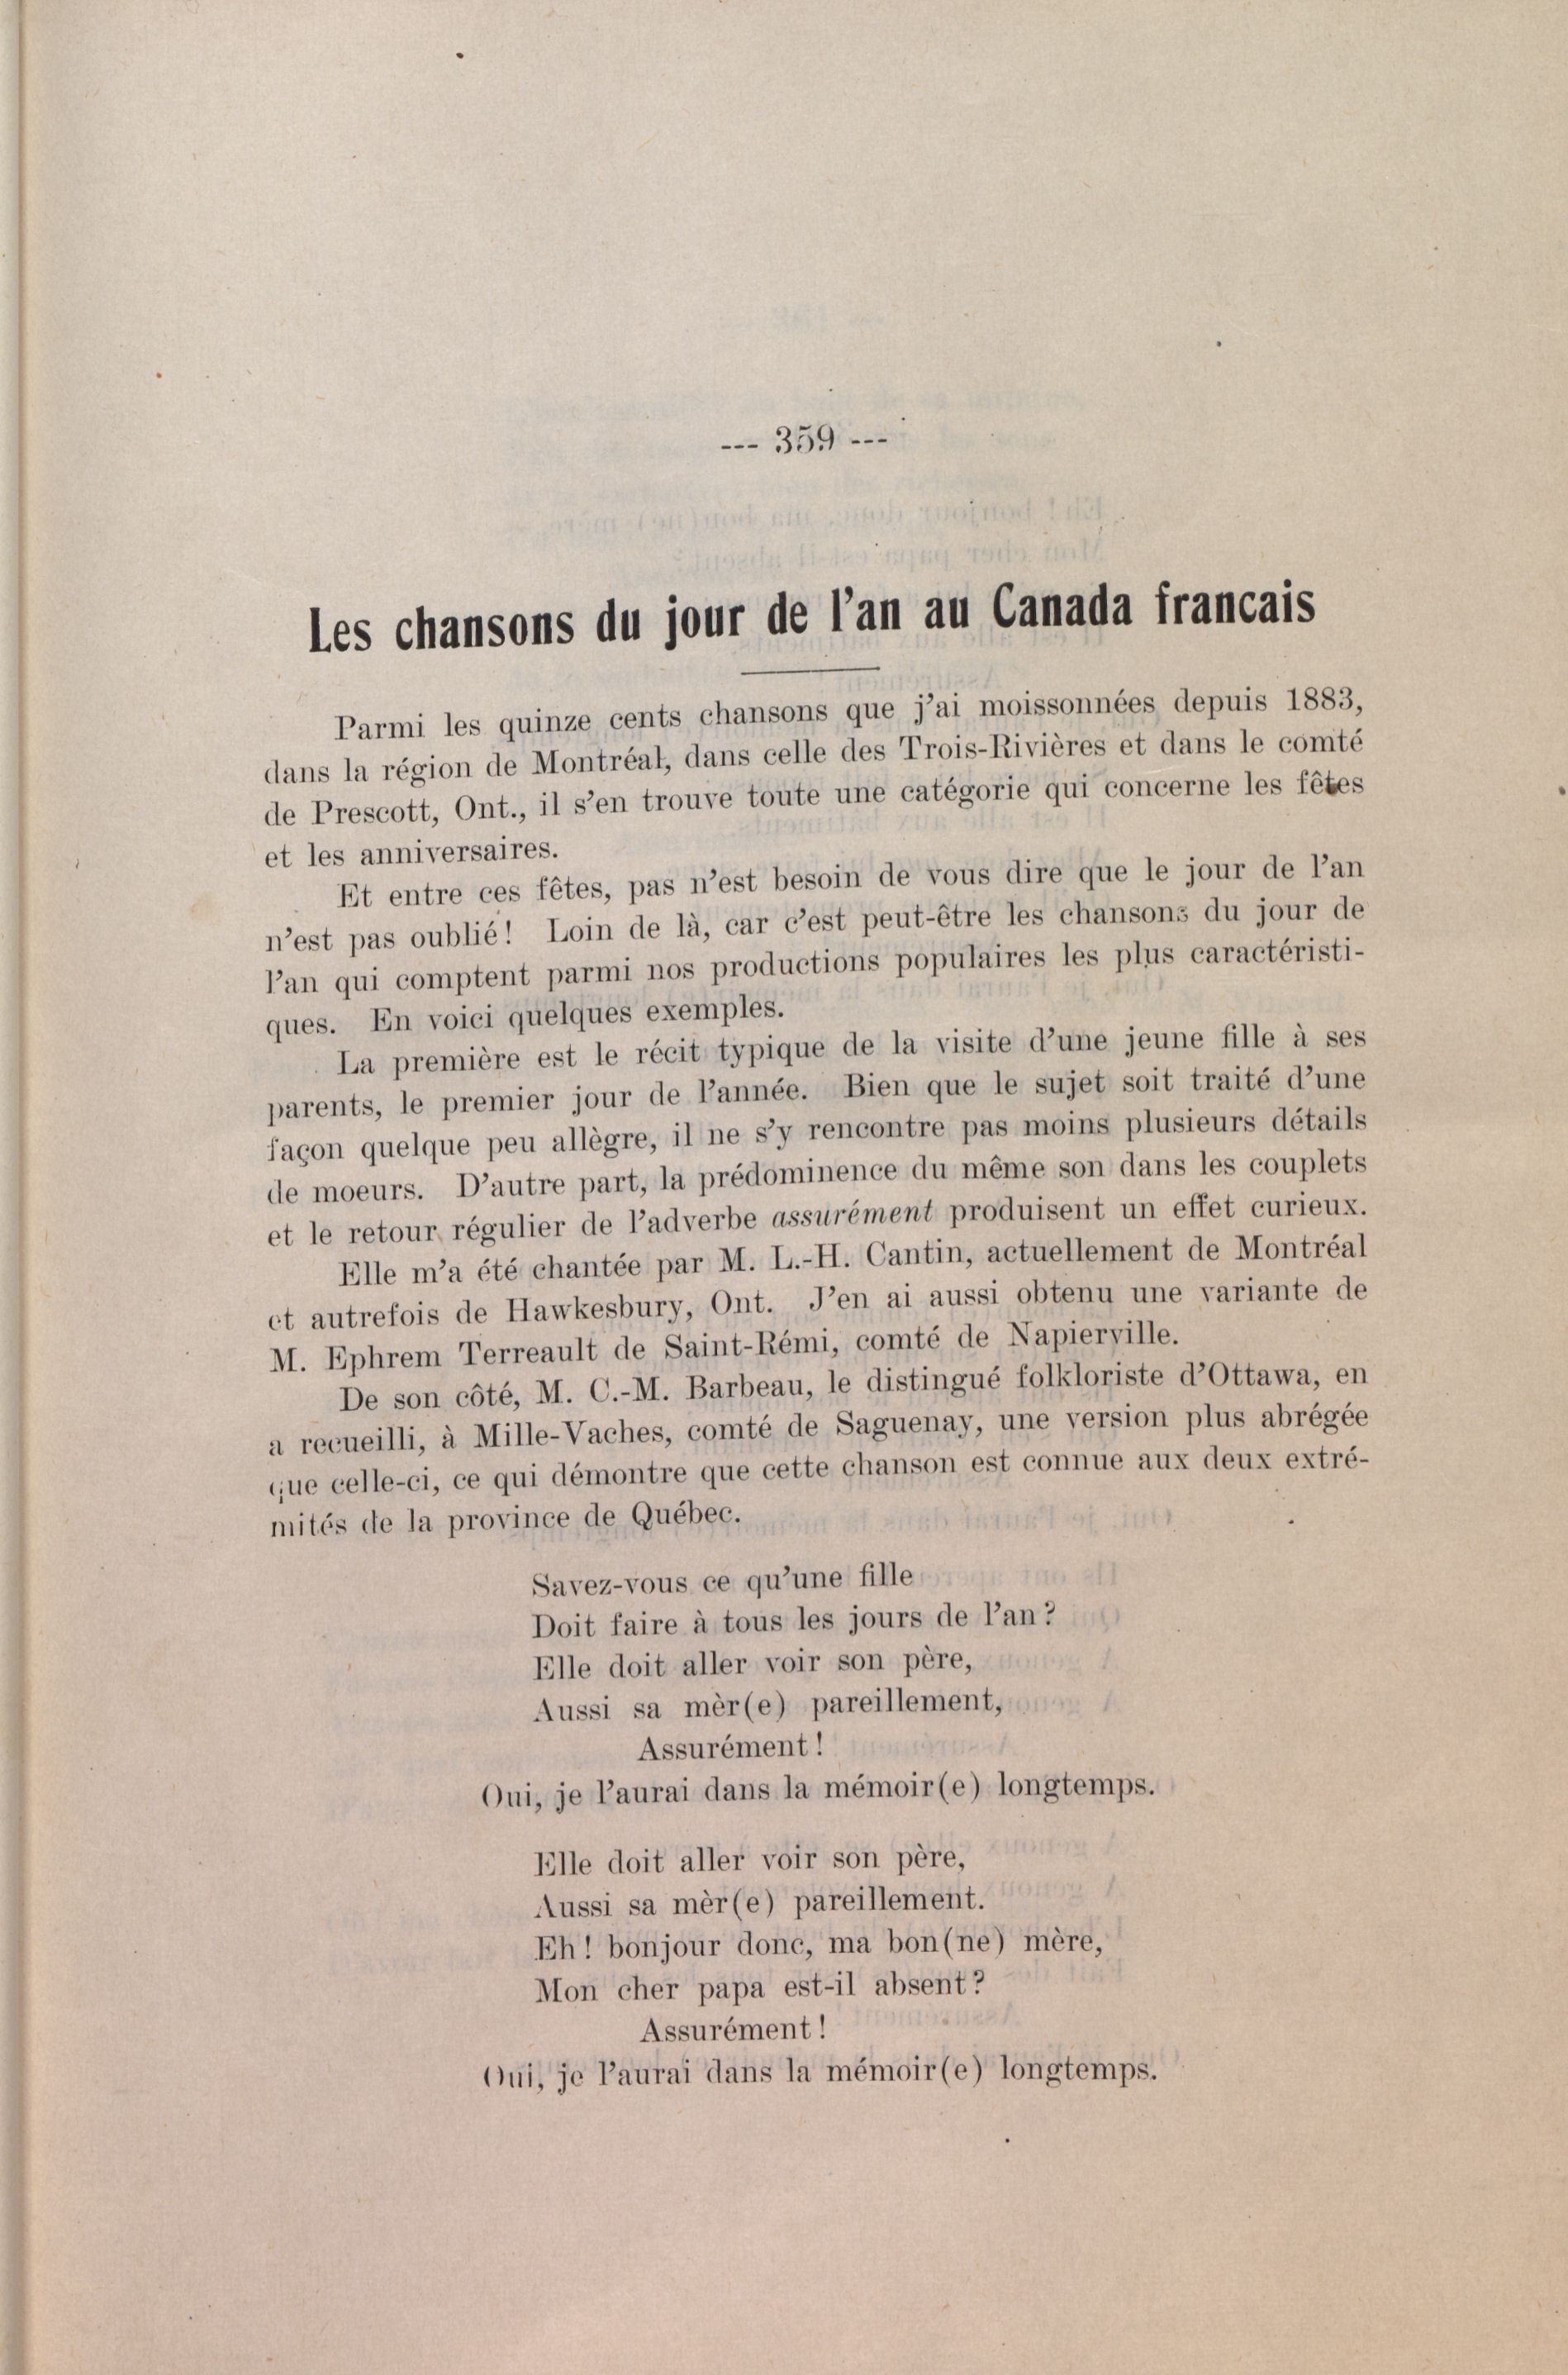 --- 359 ---
Les chansons du jour de l'an au Canada francais
Parmi les quinze cents chansons que j'ai moissonnées depuis 1883,
dans la région de Montréal, dans celle des Trois-Rivières et dans le comté
de Prescott, Ont., il s'en trouve toute une catégorie qui concerne les fêtes
et les anniversaires.
Et entre ces fêtes, pas n'est besoin de vous dire que le jour de l'an
n'est pas oublié! Loin de là, car c'est peut-être les chansons du jour de
l'an qui comptent parmi nos productions populaires les plus caractéristi-
ques. En voici quelques exemples.
La première est le récit typique de la visite d'une jeune fille à ses
parents, le premier jour de l'année. Bien que le sujet soit traité d'une
façon quelque peu allègre, il ne s'y rencontre pas moins plusieurs détails
de moeurs. D'autre part, la prédominence du même son dans les couplets
et le retour régulier de l'adverbe assurément produisent un effet curieux.
Elle m'a été chantée par M. L.-H. Cantin, actuellement de Montréal
et autrefois de Hawkesbury, Ont. J'en ai aussi obtenu une variante de
M. Ephrem Terreault de Saint-Rémi, comté de Napierville.
De son côté, M. C.-M. Barbeau, le distingué folkloriste d'Ottawa, en
a recueilli, à Mille-Vaches, comté de Saguenay, une version plus abrégée
que celle-ci, ce qui démontre que cette chanson est connue aux deux extré-
mités de la province de Québec.
Savez-vous ce qu'une fille
Doit faire à tous les jours de l'an?
Elle doit aller voir son père,
Aussi sa mèr(e) pareillement,
Assurément!
Oui, je l'aurai dans la mémoir(e) longtemps.
Elle doit aller voir son père,
Aussi sa mèr(e) pareillement.
Eh! bonjour donc, ma bon(ne) mère,
Mon cher papa est-il absent?
Assurément!
Oui, je l'aurai dans la mémoir(e) longtemps.